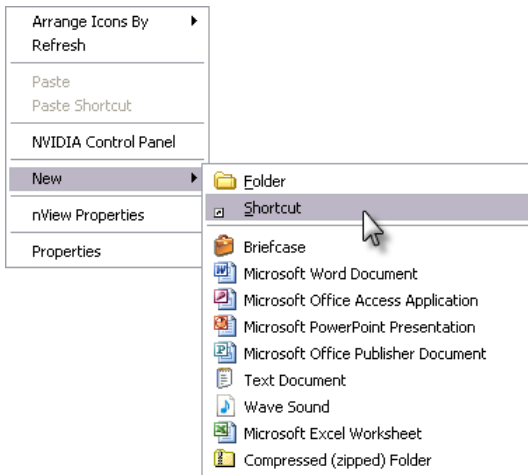 Arrange Icons By
Refresh
Paste
Paste Shortcut
NVIDIA Control Panel
New
nView Properties
Properties
Folder
Shortcut
Briefcase
Microsoft Word Document
Microsoft Office Access Application
Microsoft PowerPoint Presentation
Microsoft Office Publisher Document
Text Document
Wave Sound
Microsoft Excel Worksheet
Compressed (zipped) Folder